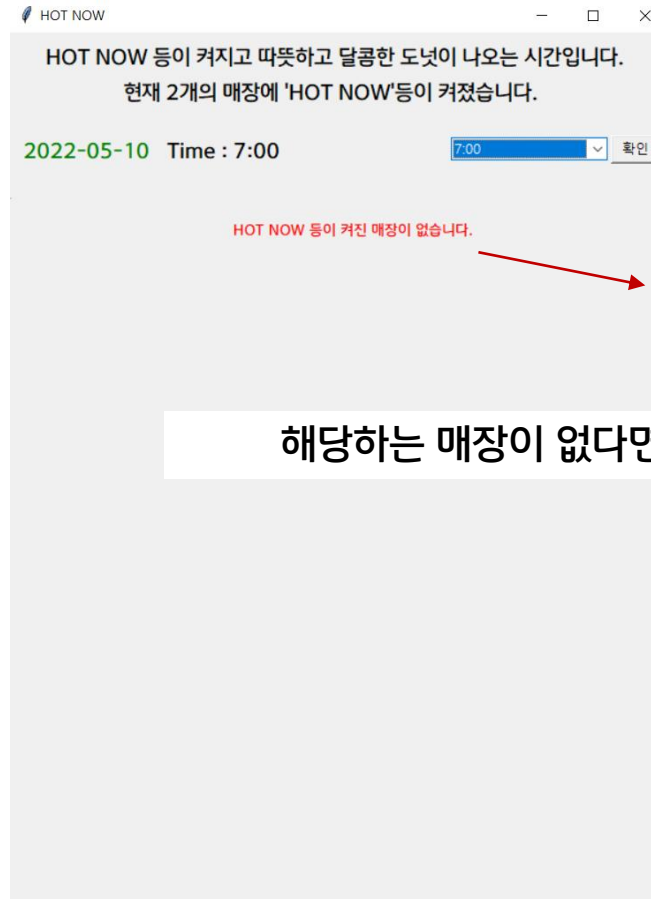 HOT NOW
HOT NOW 등이 켜지고 따뜻하고 달콤한 도넛이 나오는 시간입니다.
현재 2개의 매장에 'HOT NOW'등이 켜졌습니다.
2022-05-10 Time : 7:00 7:00 확인
HOT NOW 등이 켜진 매장이 없습니다.
해당하는 매장이 없다면